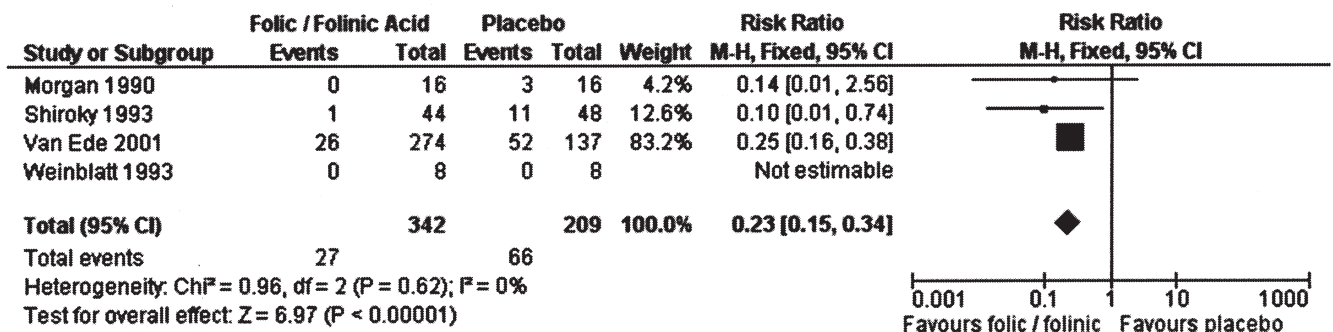 Folic / Folinic Acid Placebo Risk Ratio Risk Ratio
Study or Subgroup Events Total Events Total Weight M-H, Fixed, 95% CI M-H, Fixed, 95% CI
Morgan 1990 0 16 3 16 4.2% 0.14 [0.01, 2.56]
Shiroky 1993 1 44 11 48 12.6% 0.10 [0.01, 0.74]
Van Ede 2001 26 274 52 137 83.2% 0.25 [0.16, 0.38]
Weinblatt 1993 0 8 0 8 Not estimable
Total (95% CI) 342 209 100.0% 0.23 [0.15, 0.34]
Total events 27 66
Heterogeneity: Chi² = 0.96, df = 2 (P = 0.62); I² = 0%
Test for overall effect: Z = 6.97 (P < 0.00001)
0.001 0.1 1 10 1000
Favours folic / folinic Favours placebo